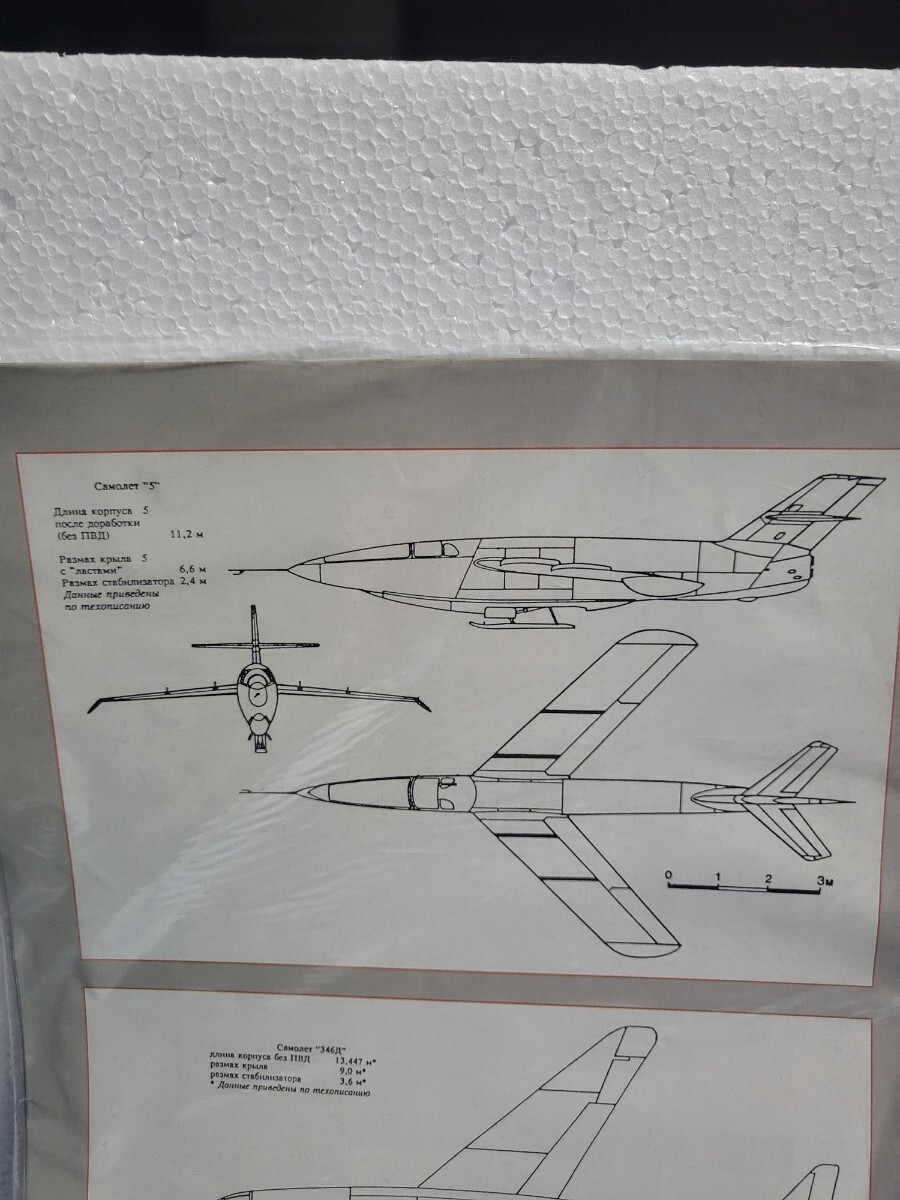 Самолет "5"
Длина корпуса 5
после доработки
(без ПВД) 11,2 м
Размах крыла 5
с "ластами" 6,6 м
Размах стабилизатора 2,4 м
Данные приведены
по техописанию
0 1 2 3м
Самолет "346Д"
длина корпуса без ПВД 13,447 м*
размах крыла 9,0 м*
размах стабилизатора 3,6 м*
* Данные приведены по техописанию